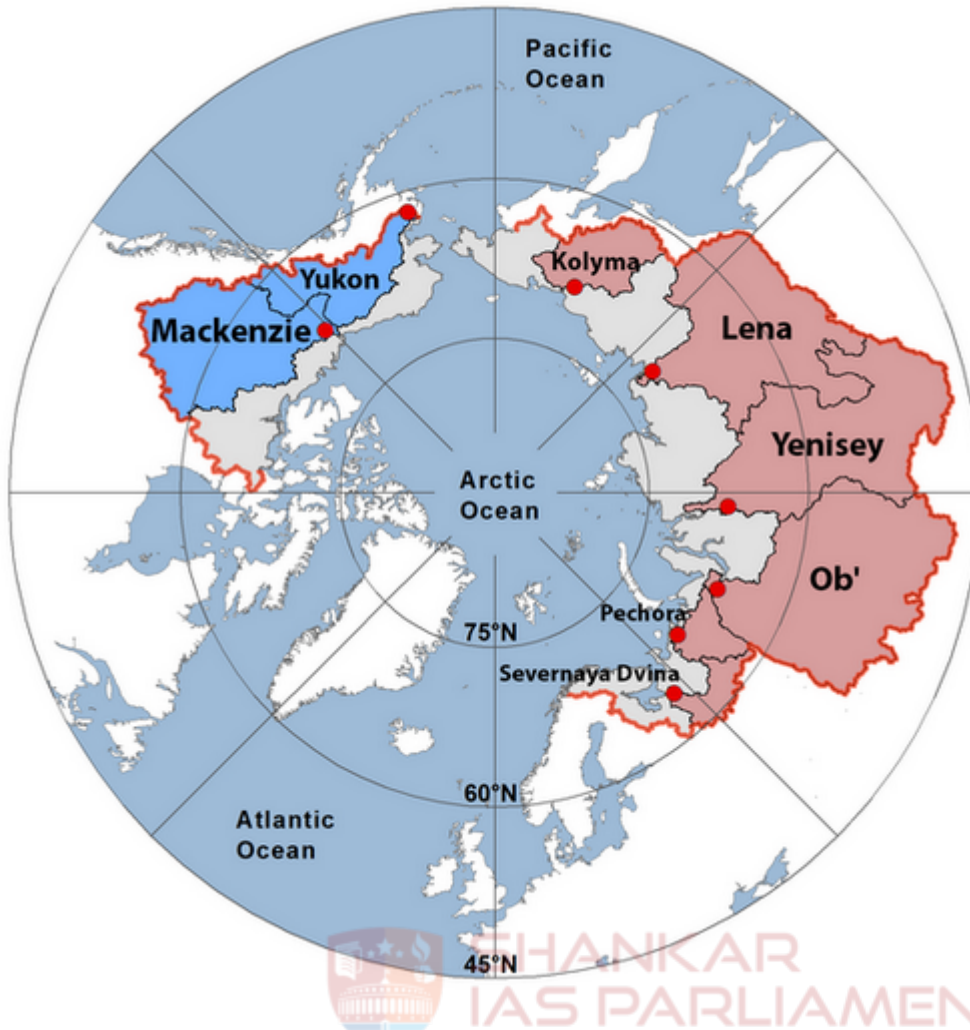 Pacific
Ocean
Kolyma
Yukon
Mackenzie
Lena
Yenisey
Arctic
Ocean
Ob'
Pechora
75°N
Severnaya Dvina
60°N
Atlantic
Ocean
45°N
SHANKAR
IAS PARLIAMEN